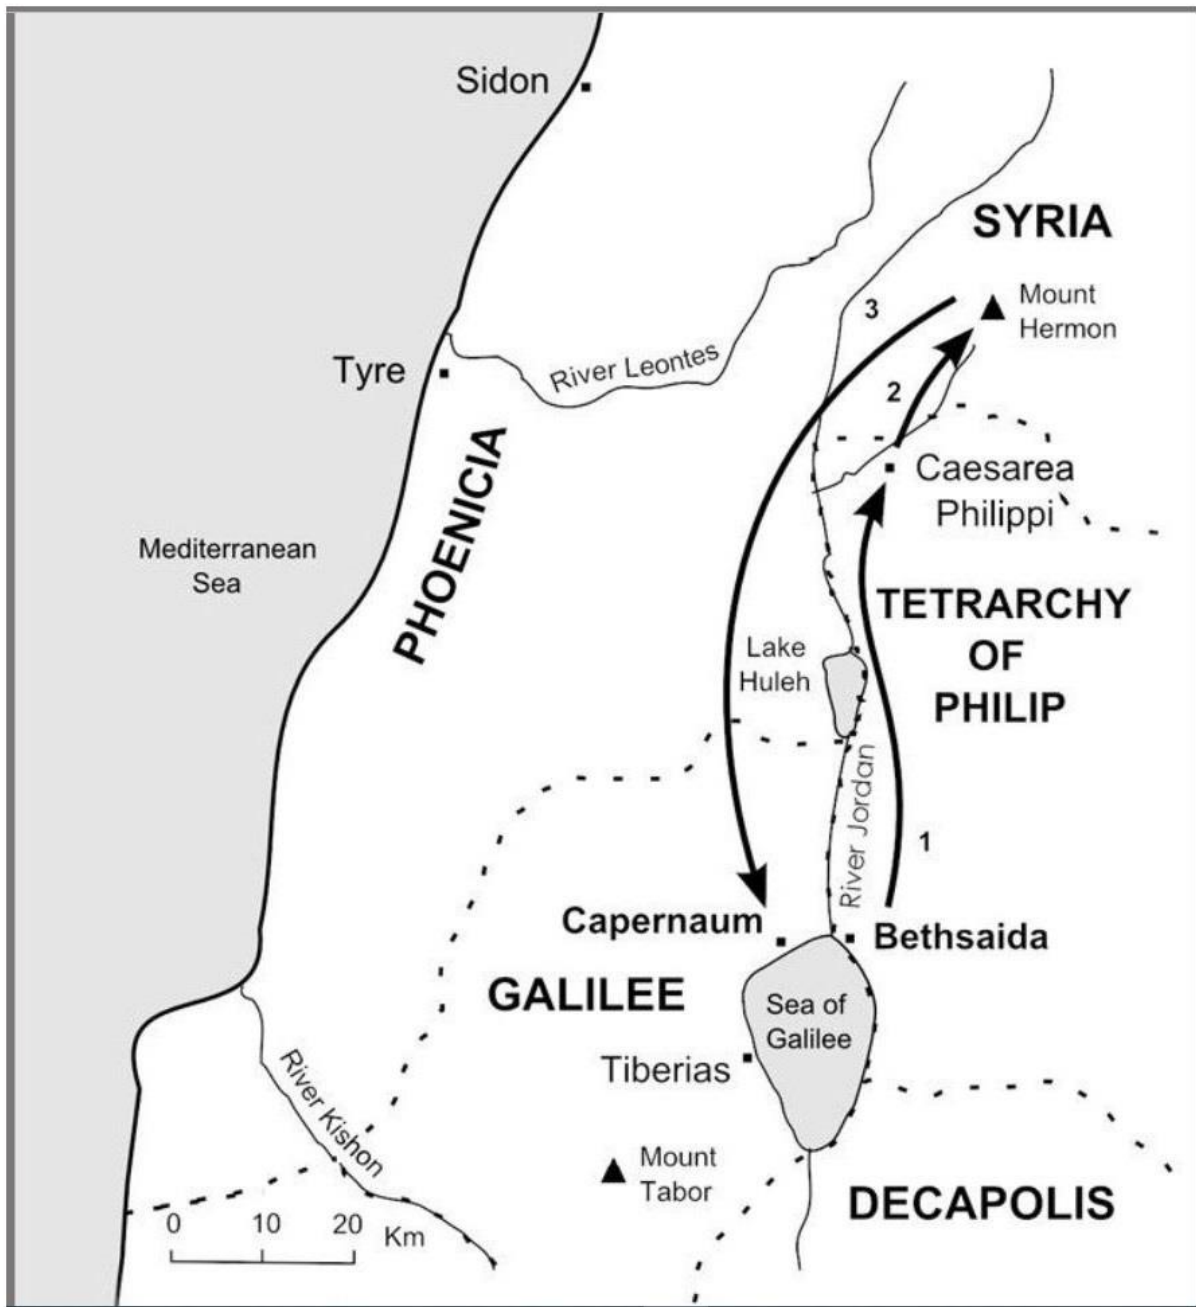 Sidon
SYRIA
Mount
Hermon
3
River Leontes
Tyre
2
PHOENICIA
Caesarea
Philippi
Mediterranean
Sea
TETRARCHY
OF
PHILIP
Lake
Huleh
River Jordan
1
Capernaum
Bethsaida
GALILEE
Sea of
Galilee
Tiberias
River Kishon
Mount
Tabor
DECAPOLIS
0 10 20
Km